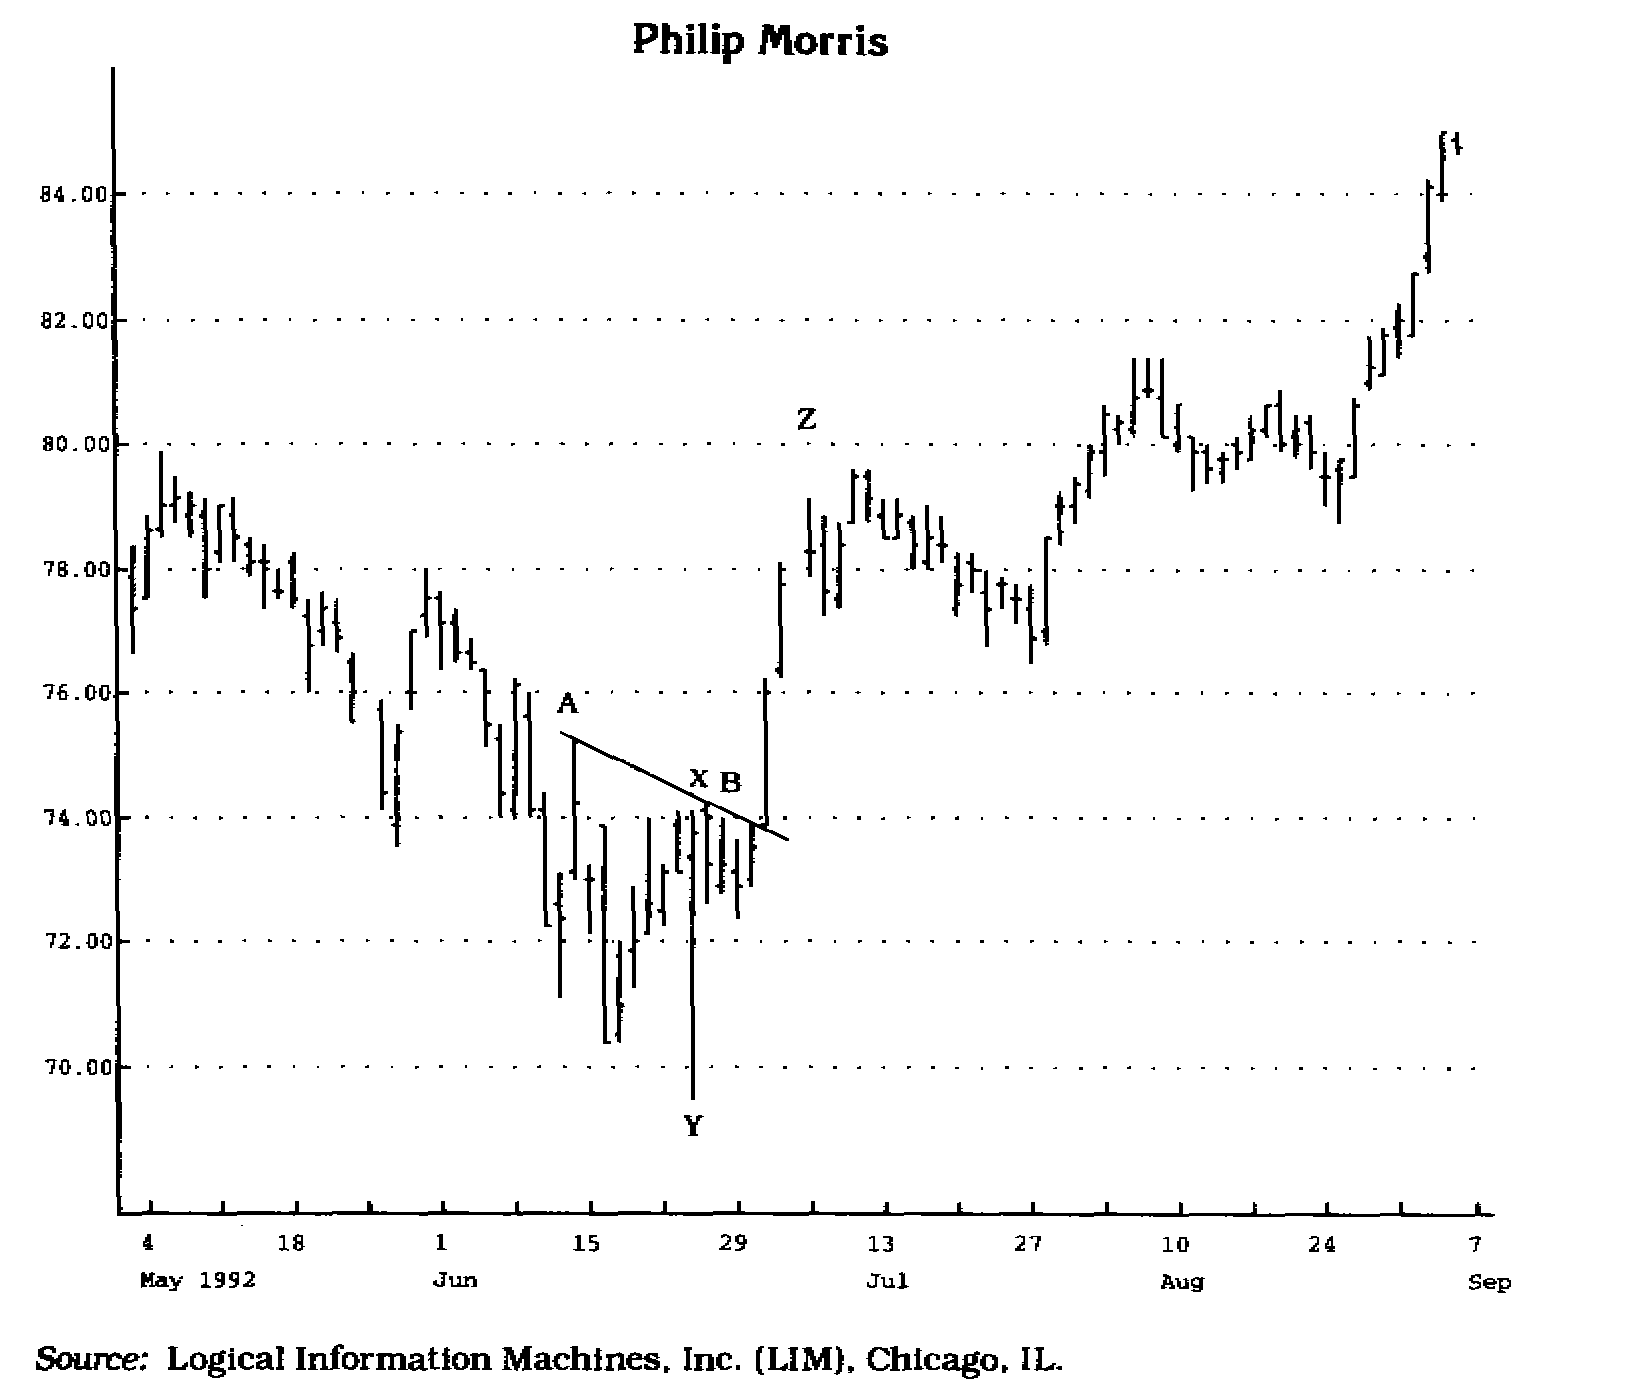 Philip Morris
84.00
82.00
Z
80.00
78.00
76.00
A
X B
74.00
72.00
70.00
Y
4 18 1 15 29 13 27 10 24 7
May 1992 Jun Jul Aug Sep
Source: Logical Information Machines, Inc. (LIM), Chicago, IL.